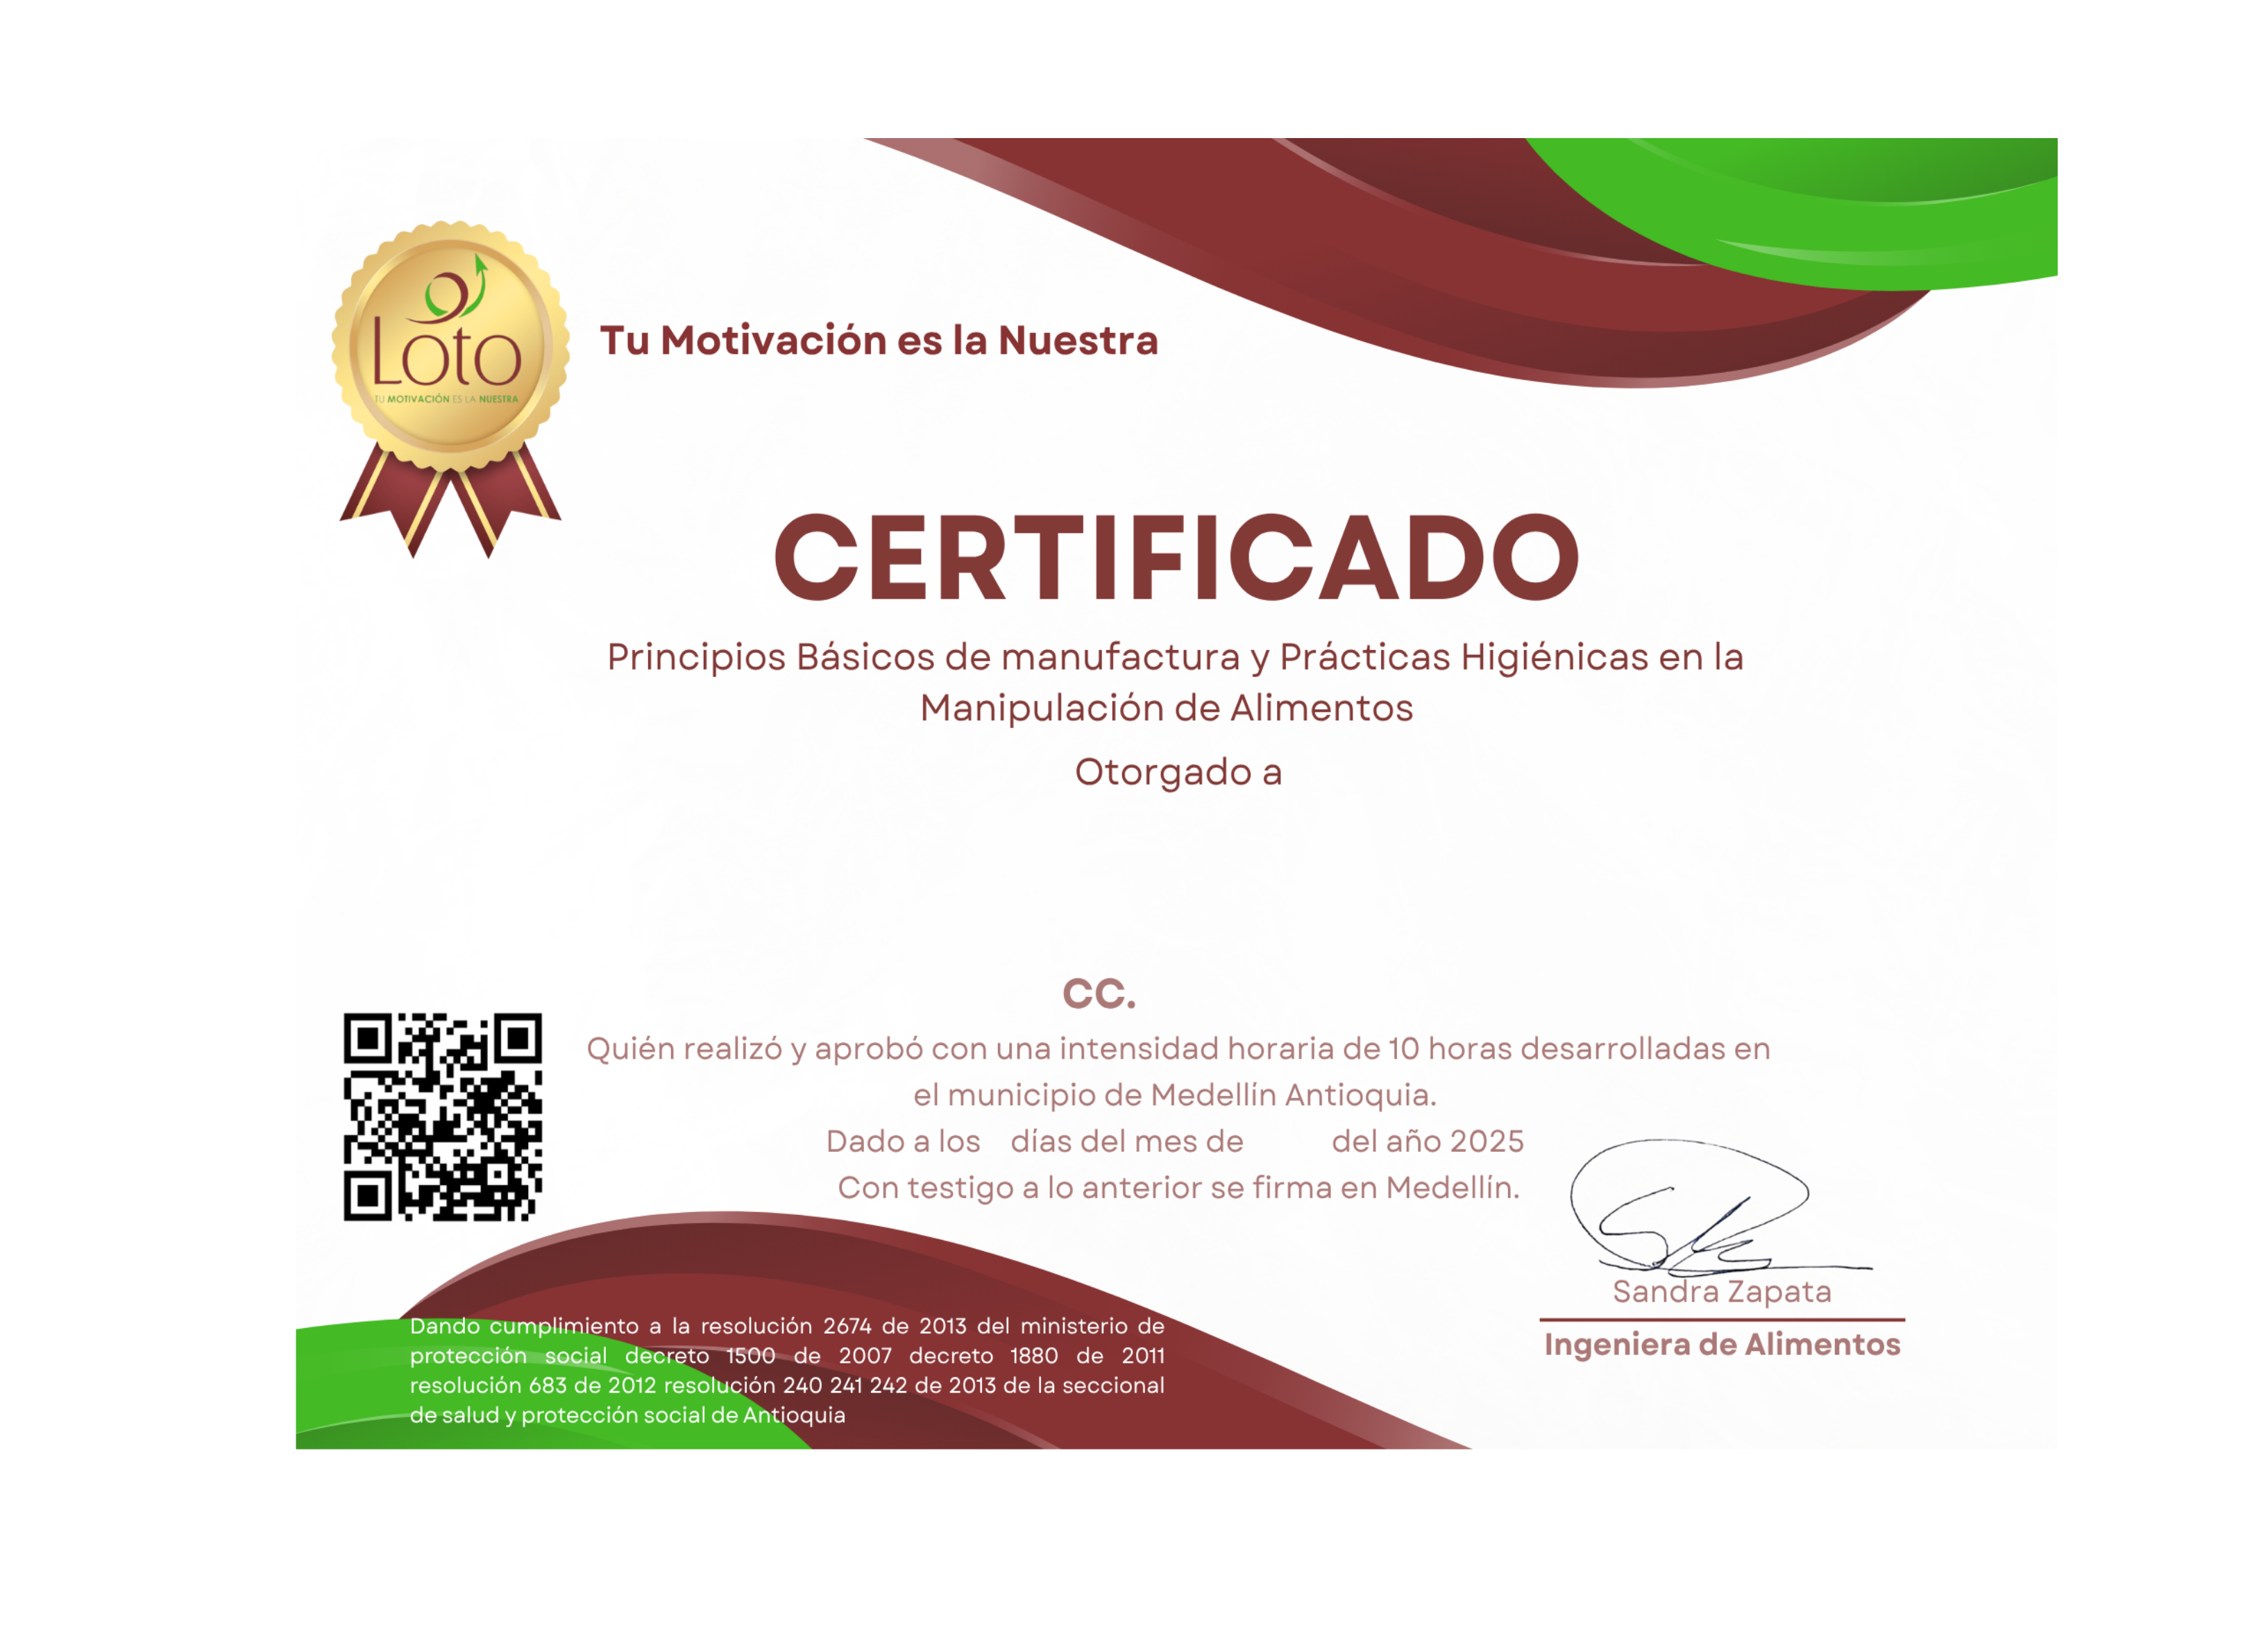 Loto
TU MOTIVACIÓN ES LA NUESTRA
Tu Motivación es la Nuestra
CERTIFICADO
Principios Básicos de manufactura y Prácticas Higiénicas en la
Manipulación de Alimentos
Otorgado a
CC.
Quién realizó y aprobó con una intensidad horaria de 10 horas desarrolladas en
el municipio de Medellín Antioquia.
Dado a los días del mes de del año 2025
Con testigo a lo anterior se firma en Medellín.
Sandra Zapata
Ingeniera de Alimentos
Dando cumplimiento a la resolución 2674 de 2013 del ministerio de
protección social decreto 1500 de 2007 decreto 1880 de 2011
resolución 683 de 2012 resolución 240 241 242 de 2013 de la seccional
de salud y protección social de Antioquia